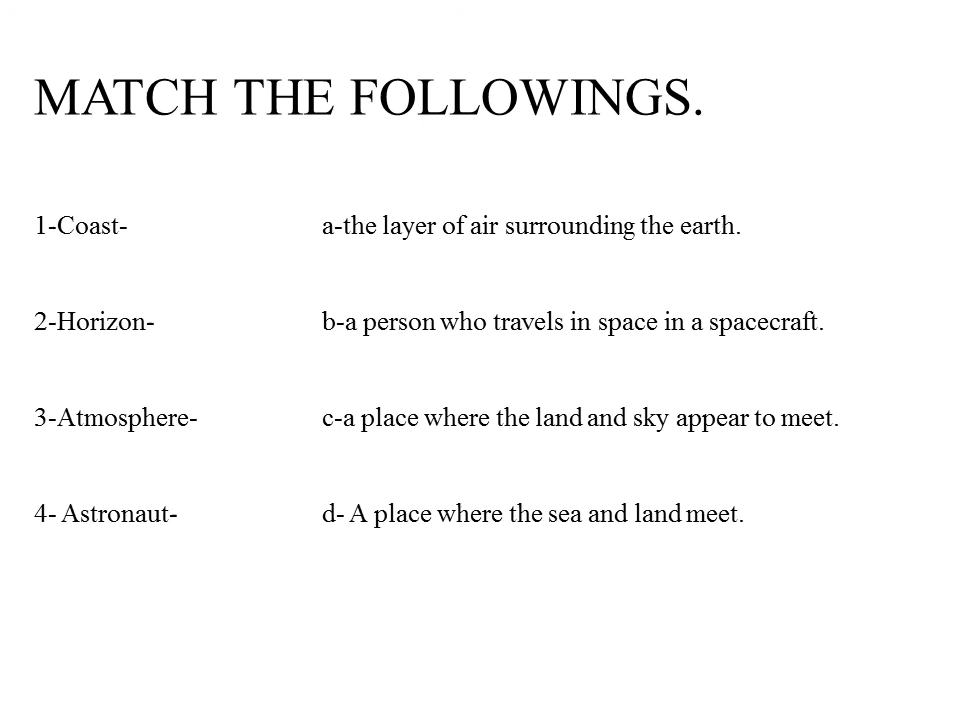 MATCH THE FOLLOWINGS.
1-Coast- a-the layer of air surrounding the earth.
2-Horizon- b-a person who travels in space in a spacecraft.
3-Atmosphere- c-a place where the land and sky appear to meet.
4- Astronaut- d- A place where the sea and land meet.